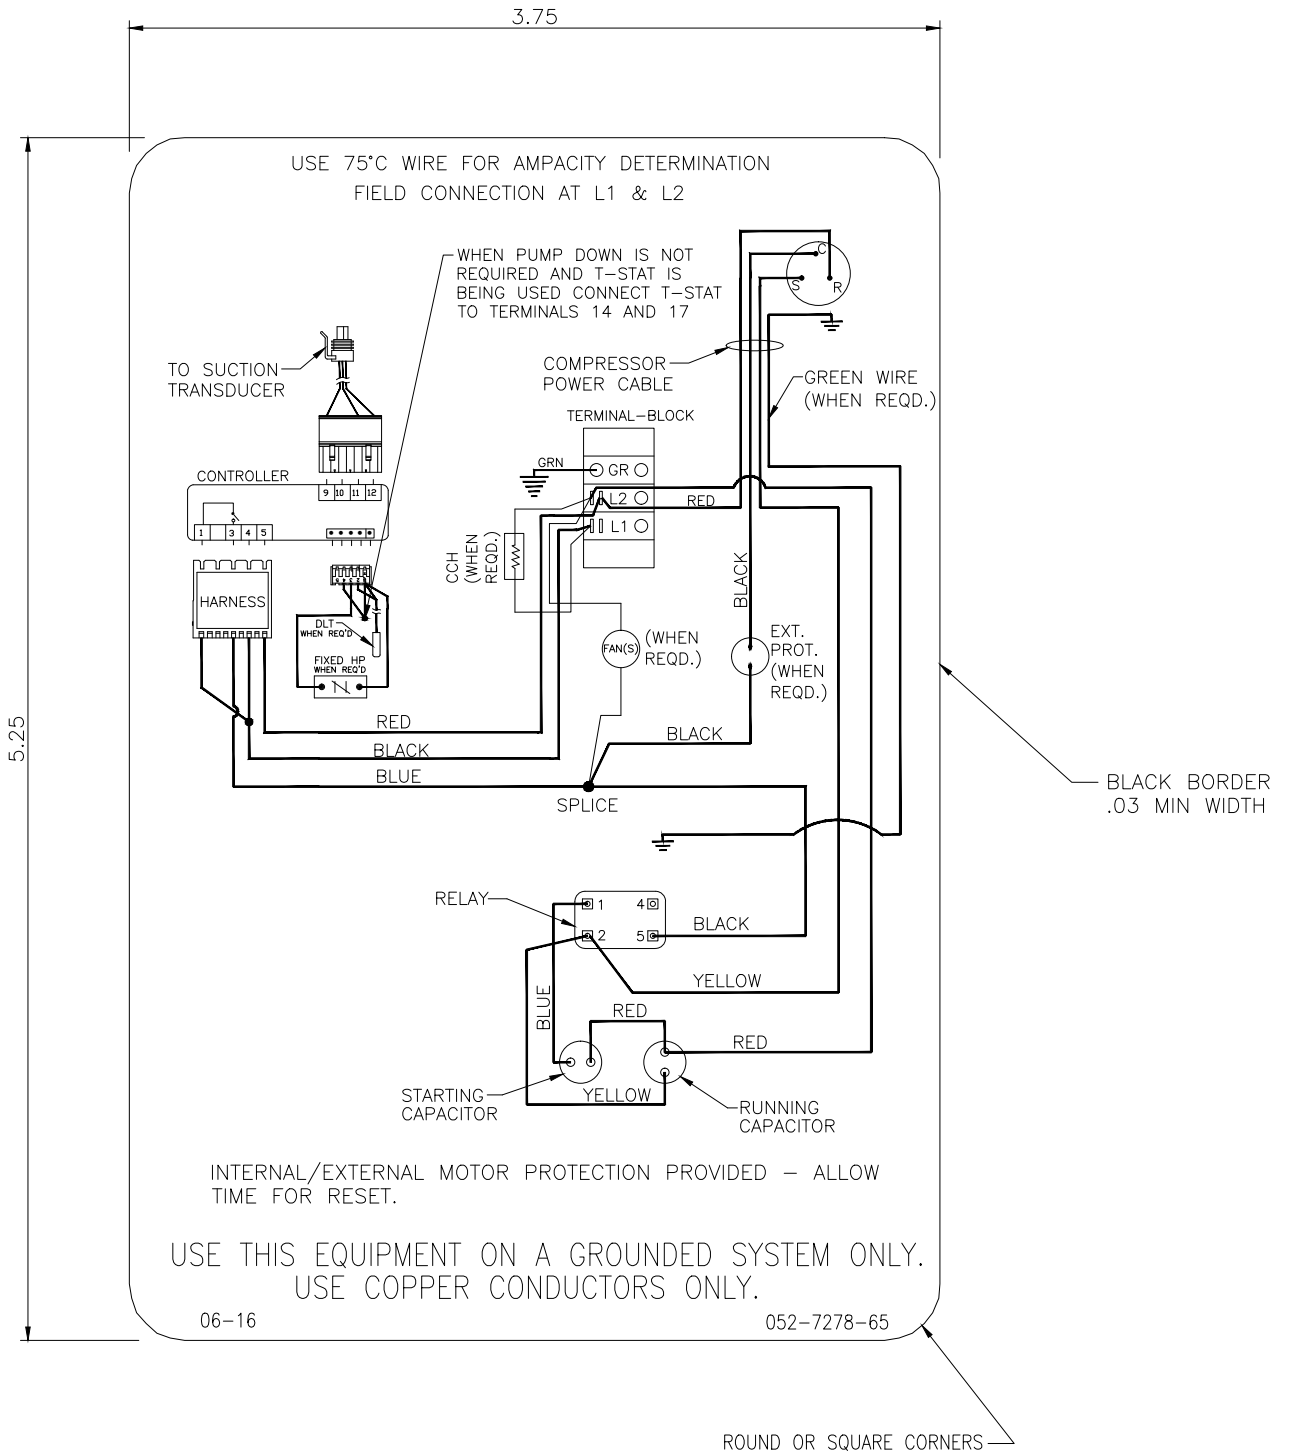 3.75
USE 75°C WIRE FOR AMPACITY DETERMINATION
FIELD CONNECTION AT L1 & L2
WHEN PUMP DOWN IS NOT
REQUIRED AND T-STAT IS
BEING USED CONNECT T-STAT
TO TERMINALS 14 AND 17
C
S
R
TO SUCTION
TRANSDUCER
COMPRESSOR
POWER CABLE
GREEN WIRE
(WHEN REQD.)
TERMINAL-BLOCK
CONTROLLER
GRN
GR
9 10 11 12
L2
RED
L1
1 3 4 5
CCH
(WHEN
REQD.)
BLACK
HARNESS
DLT
WHEN REQ'D
FIXED HP
WHEN REQ'D
FAN(S)
(WHEN
REQD.)
EXT.
PROT.
(WHEN
REQD.)
RED
BLACK
BLACK
BLUE
SPLICE
5.25
BLACK BORDER
.03 MIN WIDTH
RELAY
1
4
2
5
BLACK
YELLOW
BLUE
RED
RED
STARTING
CAPACITOR
YELLOW
RUNNING
CAPACITOR
INTERNAL/EXTERNAL MOTOR PROTECTION PROVIDED - ALLOW
TIME FOR RESET.
USE THIS EQUIPMENT ON A GROUNDED SYSTEM ONLY.
USE COPPER CONDUCTORS ONLY.
06-16
052-7278-65
ROUND OR SQUARE CORNERS